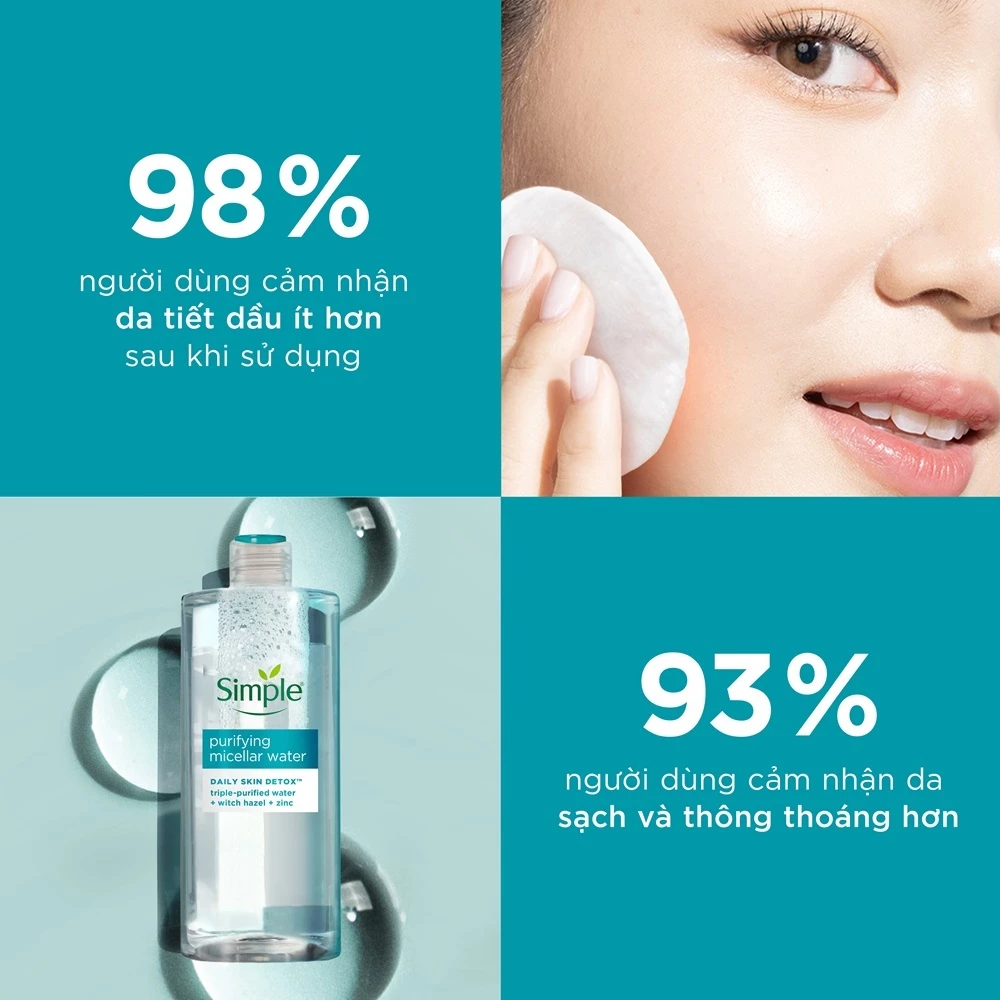 98%
người dùng cảm nhận
da tiết dầu ít hơn
sau khi sử dụng
Simple®
purifying
micellar water
DAILY SKIN DETOX™
triple-purified water
+ witch hazel + zinc
93%
người dùng cảm nhận da
sạch và thông thoáng hơn